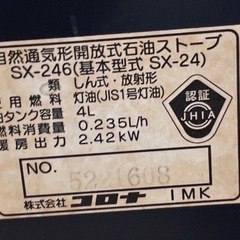 自然通気形開放式石油ストーブ
SX-246(基本型式 SX-24)
類 しん式・放射形
使用燃料 灯油(JIS1号灯油)
油タンク容量 4L
料消費量 0.235L/h
暖房出力 2.42kW
認証
JHIA
NO. 5221608
株式会社 コロナ IMK